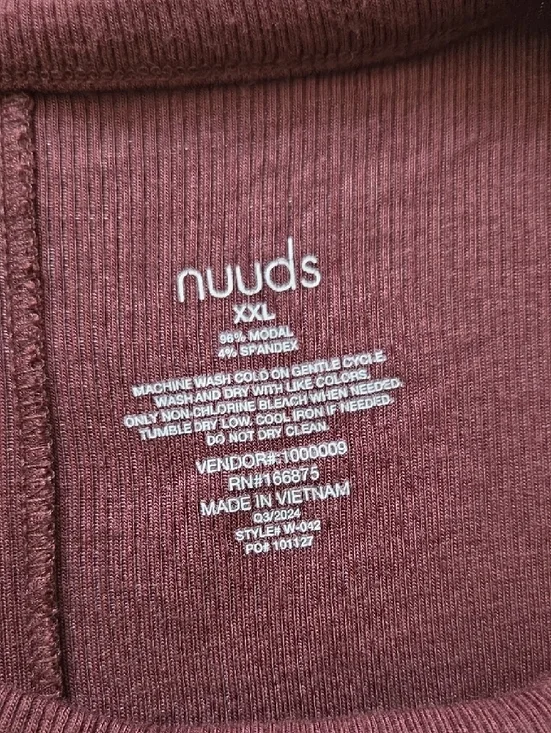 nuuds
XXL
96% MODAL
4% SPANDEX
MACHINE WASH COLD ON GENTLE CYCLE.
WASH AND DRY WITH LIKE COLORS.
ONLY NON-CHLORINE BLEACH WHEN NEEDED.
TUMBLE DRY LOW, COOL IRON IF NEEDED.
DO NOT DRY CLEAN.
VENDOR#:1000009
RN#166875
MADE IN VIETNAM
Q3/2024
STYLE# W-042
PO# 101127